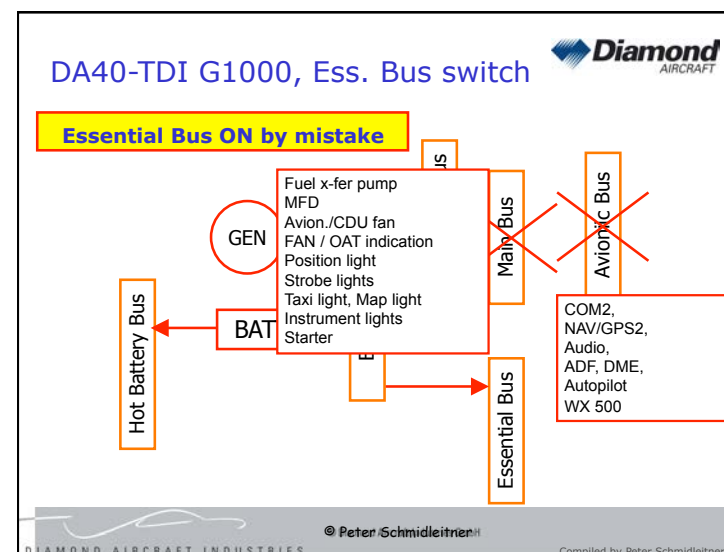 DA40-TDI G1000, Ess. Bus switch
Diamond
AIRCRAFT
Essential Bus ON by mistake
Fuel x-fer pump
MFD
Avion./CDU fan
FAN / OAT indication
Position light
Strobe lights
Taxi light, Map light
Instrument lights
Starter
GEN
BAT
Hot Battery Bus
Main Bus
Avionic Bus
Essential Bus
COM2,
NAV/GPS2,
Audio,
ADF, DME,
Autopilot
WX 500
© Peter Schmidleitner
DIAMOND AIRCRAFT INDUSTRIES
Compiled by Peter Schmidleitner